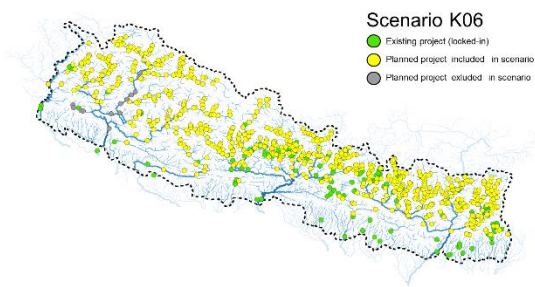 Scenario K06
Existing project (locked-in)
Planned project included in scenario
Planned project exluded in scenario